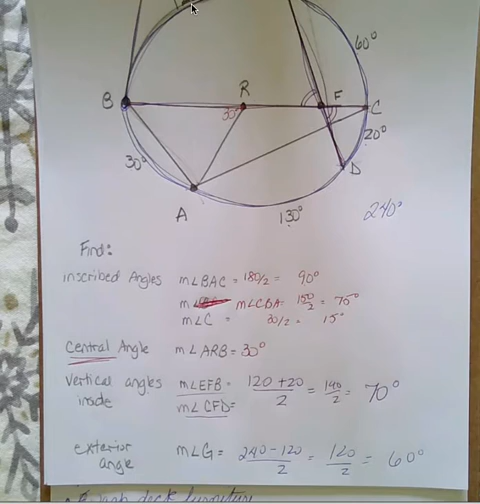 60°
B
R
F
C
30°
20°
D
30°
A
130°
240°
Find:
inscribed Angles m∠BAC = 180/2 = 90°
m∠CBA = 150/2 = 75°
m∠C = 30/2 = 15°
Central Angle m∠ARB = 30°
Vertical angles m∠EFB = 120 + 20/2 = 140/2 = 70°
inside m∠CFD =
exterior m∠G = 240 - 120/2 = 120/2 = 60°
angle